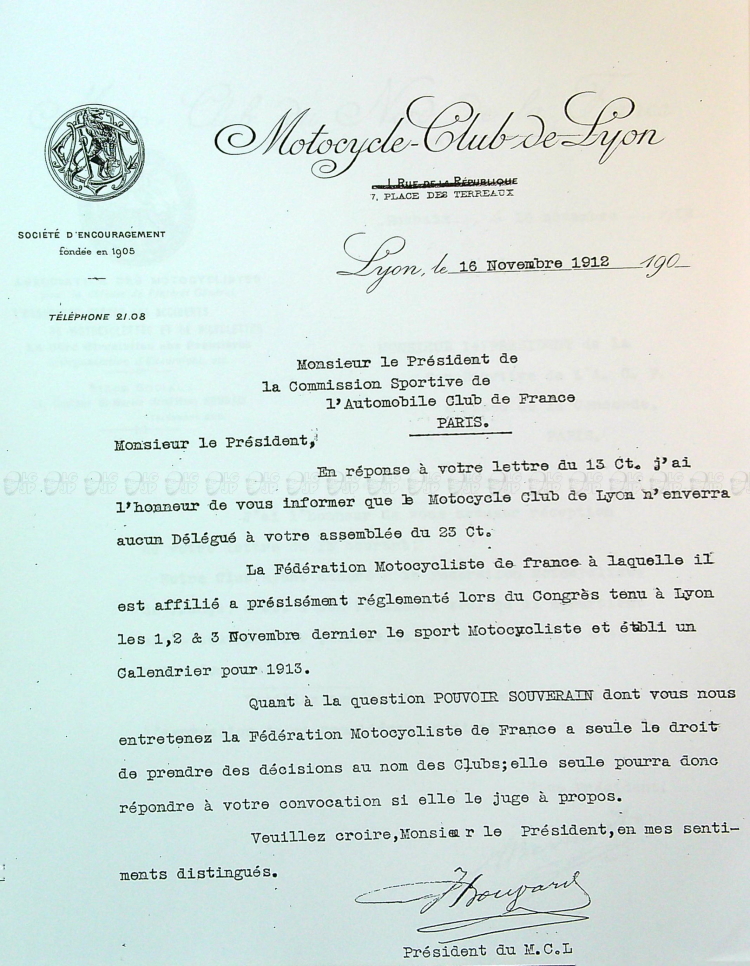 Motocycle-Club-de-Lyon
1 RUE DE LA RÉPUBLIQUE
7, PLACE DES TERREAUX
SOCIÉTÉ D'ENCOURAGEMENT
fondée en 1905
Lyon, le 16 Novembre 1912 190
TÉLÉPHONE 21.08
Monsieur le Président de
la Commission Sportive de
l'Automobile Club de France
PARIS.
Monsieur le Président,
En réponse à votre lettre du 13 Ct. j'ai
l'honneur de vous informer que le Motocycle Club de Lyon n'enverra
aucun Délégué à votre assemblée du 23 Ct.
La Fédération Motocycliste de france à laquelle il
est affilié a présisément réglementé lors du Congrès tenu à Lyon
les 1,2 & 3 Novembre dernier le sport Motocycliste et établi un
Calendrier pour 1913.
Quant à la question POUVOIR SOUVERAIN dont vous nous
entretenez la Fédération Motocycliste de France a seule le droit
de prendre des décisions au nom des Clubs;elle seule pourra donc
répondre à votre convocation si elle le juge à propos.
Veuillez croire,Monsieur le Président,en mes senti-
ments distingués.
Président du M.C.L